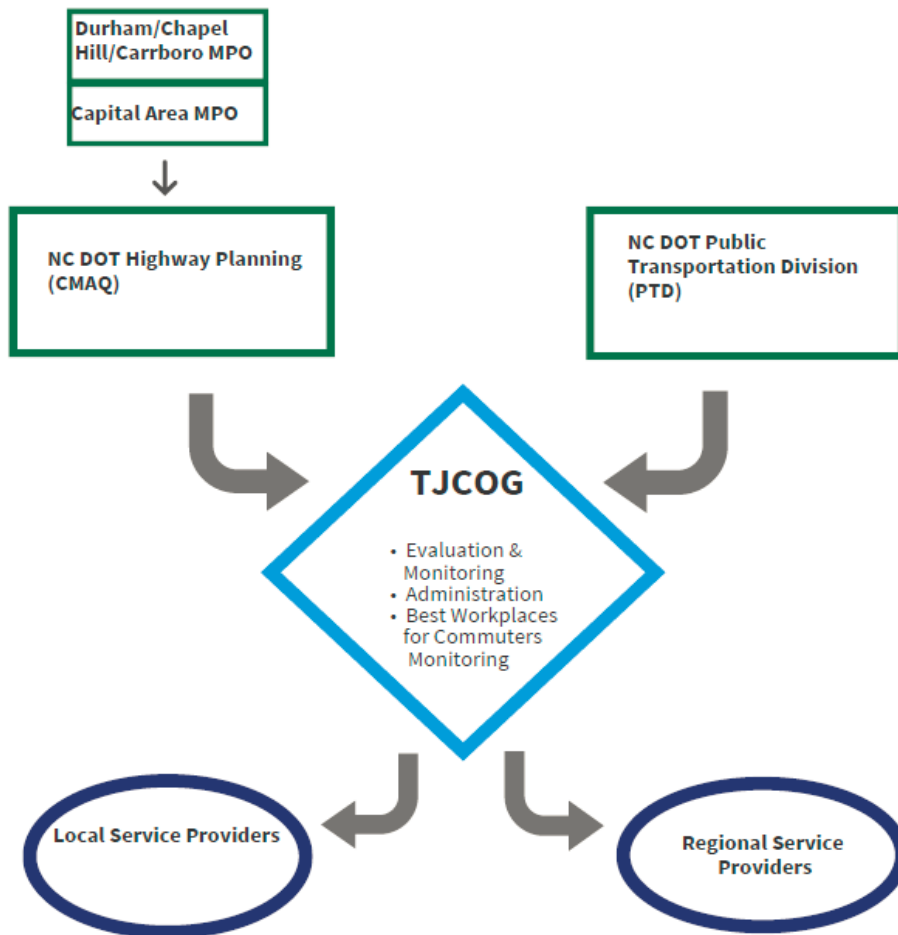 Durham/Chapel
Hill/Carrboro MPO
Capital Area MPO
NC DOT Highway Planning
(CMAQ)
NC DOT Public
Transportation Division
(PTD)
TJCOG
• Evaluation &
Monitoring
• Administration
• Best Workplaces
for Commuters
Monitoring
Local Service Providers
Regional Service
Providers